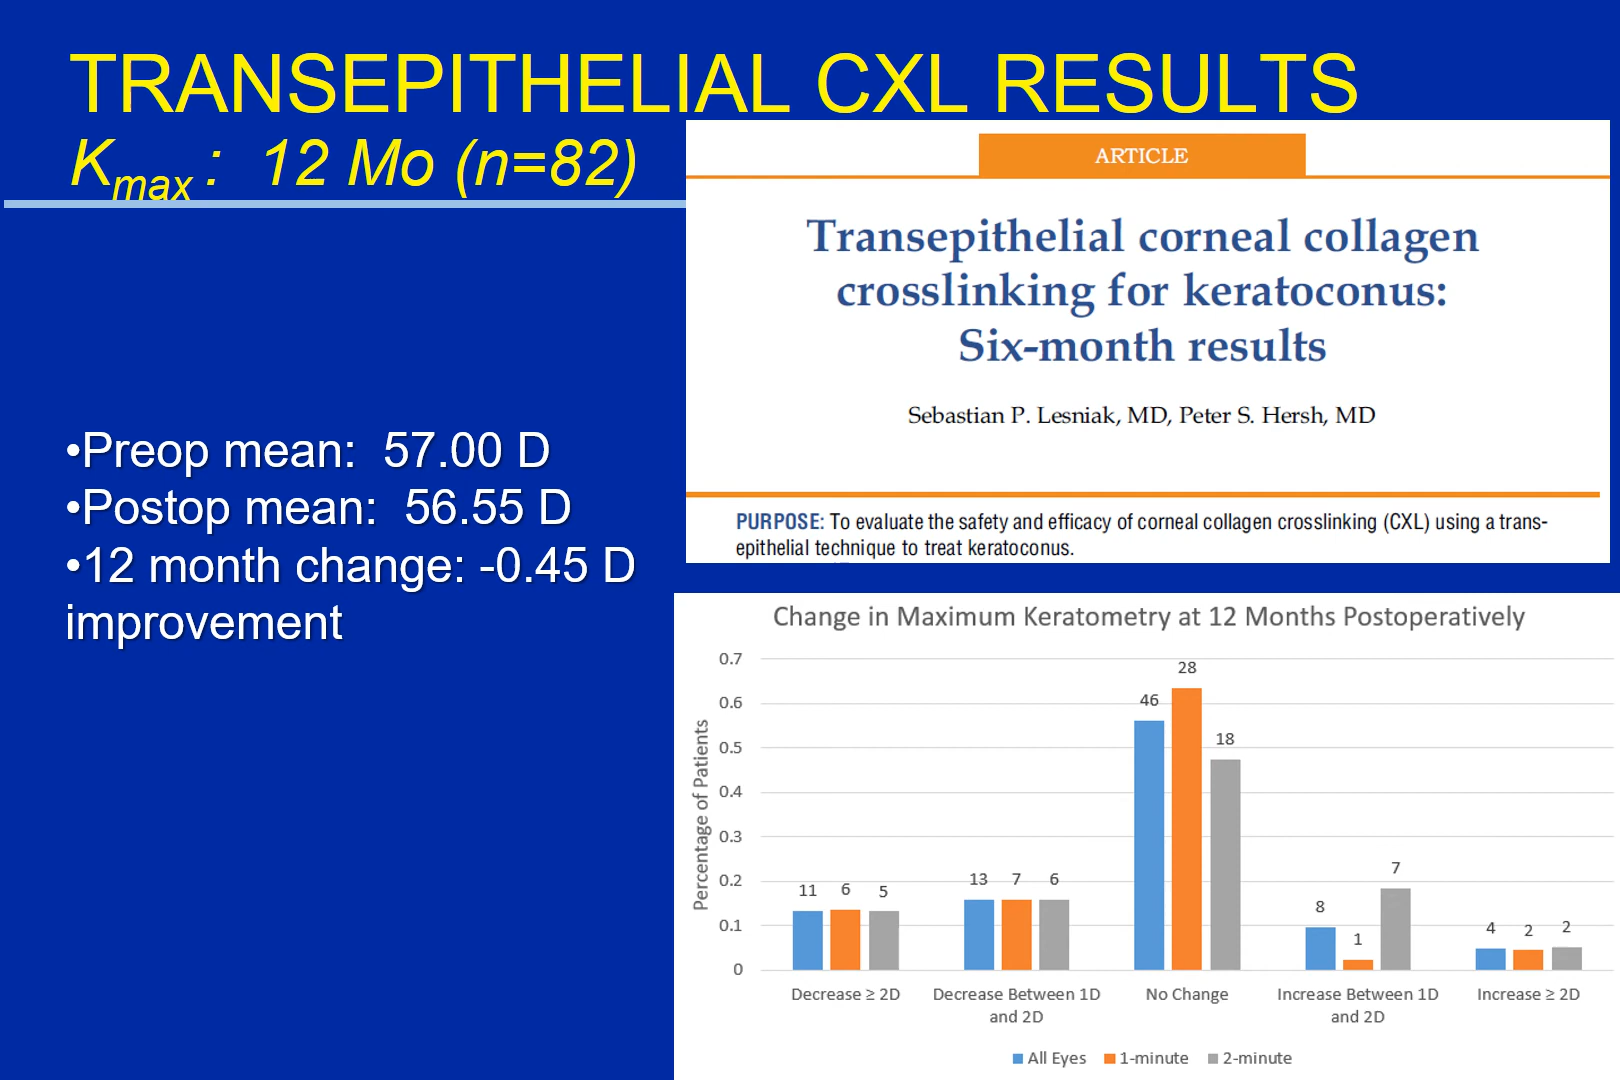 TRANSEPITHELIAL CXL RESULTS
Kmax : 12 Mo (n=82)
•Preop mean: 57.00 D
•Postop mean: 56.55 D
•12 month change: -0.45 D
improvement
ARTICLE
Transepithelial corneal collagen
crosslinking for keratoconus:
Six-month results
Sebastian P. Lesniak, MD, Peter S. Hersh, MD
PURPOSE: To evaluate the safety and efficacy of corneal collagen crosslinking (CXL) using a trans-
epithelial technique to treat keratoconus.
Change in Maximum Keratometry at 12 Months Postoperatively
Percentage of Patients
0.7
0.6
0.5
0.4
0.3
0.2
0.1
0
11 6 5
13 7 6
46 28 18
8 1 7
4 2 2
Decrease ≥ 2D
Decrease Between 1D
and 2D
No Change
Increase Between 1D
and 2D
Increase ≥ 2D
All Eyes 1-minute 2-minute